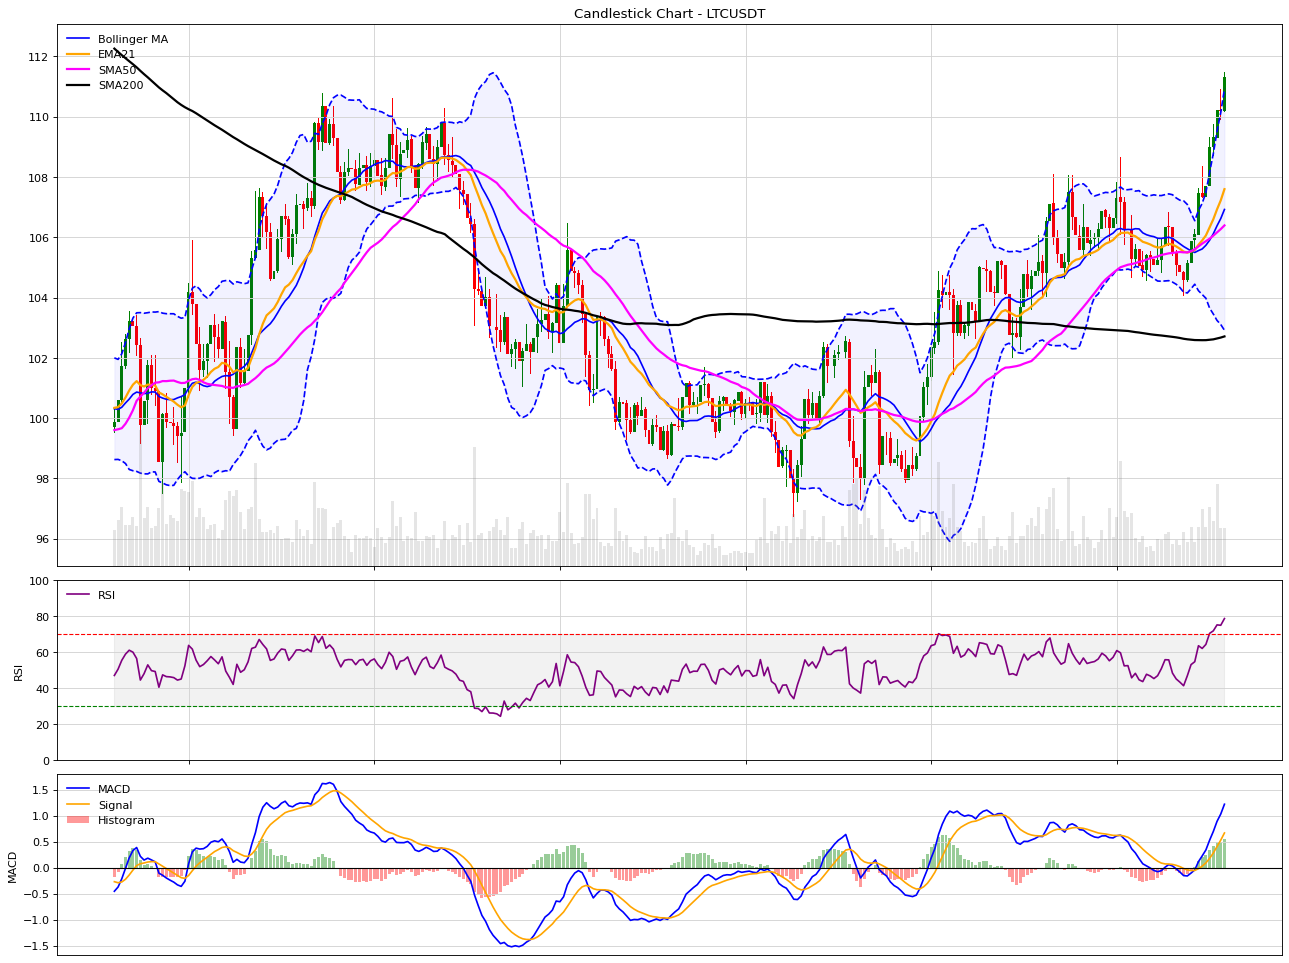 Candlestick Chart - LTCUSDT
Bollinger MA
EMA21
SMA50
SMA200
112
110
108
106
104
102
100
98
96
RSI
100
80
60
40
20
0
RSI
MACD
Signal
Histogram
1.5
1.0
0.5
0.0
−0.5
−1.0
−1.5
MACD